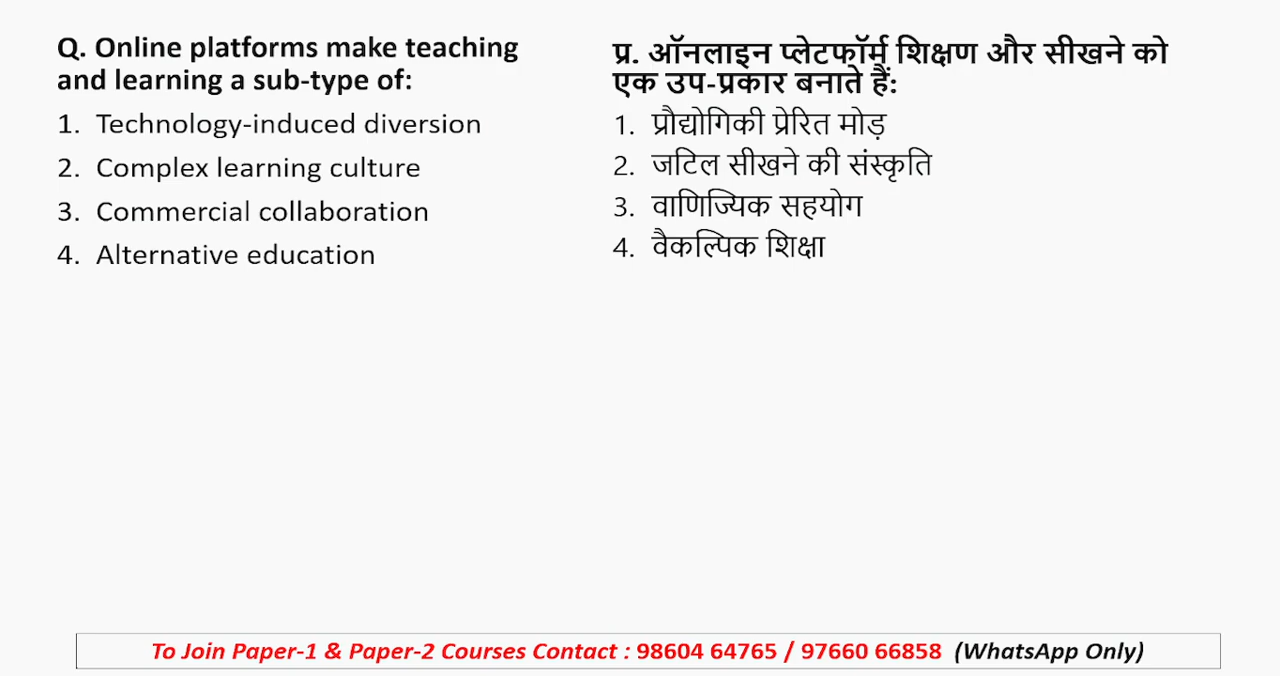 Q. Online platforms make teaching
and learning a sub-type of:
1. Technology-induced diversion
2. Complex learning culture
3. Commercial collaboration
4. Alternative education
प्र. ऑनलाइन प्लेटफॉर्म शिक्षण और सीखने को
एक उप-प्रकार बनाते हैं:
1. प्रौद्योगिकी प्रेरित मोड़
2. जटिल सीखने की संस्कृति
3. वाणिज्यिक सहयोग
4. वैकल्पिक शिक्षा
To Join Paper-1 & Paper-2 Courses Contact : 98604 64765 / 97660 66858 (WhatsApp Only)